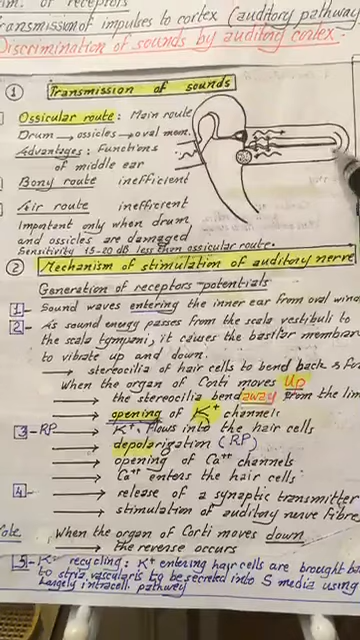 of receptors
Transmission of impulses to cortex (auditory pathway
Discrimination of sounds by auditory cortex.
1 Transmission of sounds
Ossicular route: Main route
Drum → ossicles → oval mem.
Advantages: Functions
of middle ear
Bony route inefficient
Air route inefficient
Important only when drum
and ossicles are damaged
Sensitivity 15-20 dB less than ossicular route.
2 Mechanism of stimulation of auditory nerve
Generation of receptors-potentials
1- Sound waves entering the inner ear from oval wind
2- As sound energy passes from the scala vestibuli to
the scala tympani, it causes the basilar membran
to vibrate up and down.
→ stereocilia of hair cells to bend back & fo
When the organ of Corti moves Up
→ the stereocilia bend away from the lim
→ opening of K+ channels
3-RP → K+ flows into the hair cells
→ depolarization (RP)
→ opening of Ca++ channels
→ Ca++ enters the hair cells
4 → release of a synaptic transmitter
→ stimulation of auditory nerve fibre
Note When the organ of Corti moves down
→ the reverse occurs
5- K+ recycling: K+ entering hair cells are brought ba
to stria vascularis to be secreted into S media using
Largely intracell. pathway